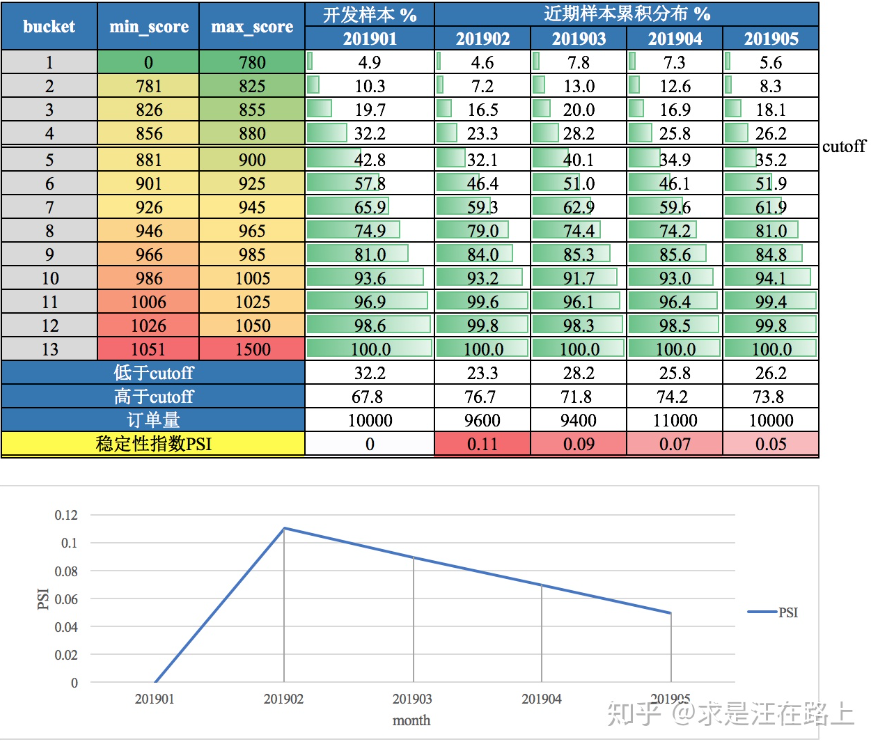 bucket min_score max_score 开发样本 % 近期样本累积分布 %
201901 201902 201903 201904 201905
1 0 780 4.9 4.6 7.8 7.3 5.6
2 781 825 10.3 7.2 13.0 12.6 8.3
3 826 855 19.7 16.5 20.0 16.9 18.1
4 856 880 32.2 23.3 28.2 25.8 26.2
cutoff
5 881 900 42.8 32.1 40.1 34.9 35.2
6 901 925 57.8 46.4 51.0 46.1 51.9
7 926 945 65.9 59.3 62.9 59.6 61.9
8 946 965 74.9 79.0 74.4 74.2 81.0
9 966 985 81.0 84.0 85.3 85.6 84.8
10 986 1005 93.6 93.2 91.7 93.0 94.1
11 1006 1025 96.9 99.6 96.1 96.4 99.4
12 1026 1050 98.6 99.8 98.3 98.5 99.8
13 1051 1500 100.0 100.0 100.0 100.0 100.0
低于cutoff 32.2 23.3 28.2 25.8 26.2
高于cutoff 67.8 76.7 71.8 74.2 73.8
订单量 10000 9600 9400 11000 10000
稳定性指数PSI 0 0.11 0.09 0.07 0.05
0.12
0.1
0.08
0.06
0.04
0.02
0
PSI
PSI
201901 201902 201903 201904 201905
month
知乎 @求是汪在路上